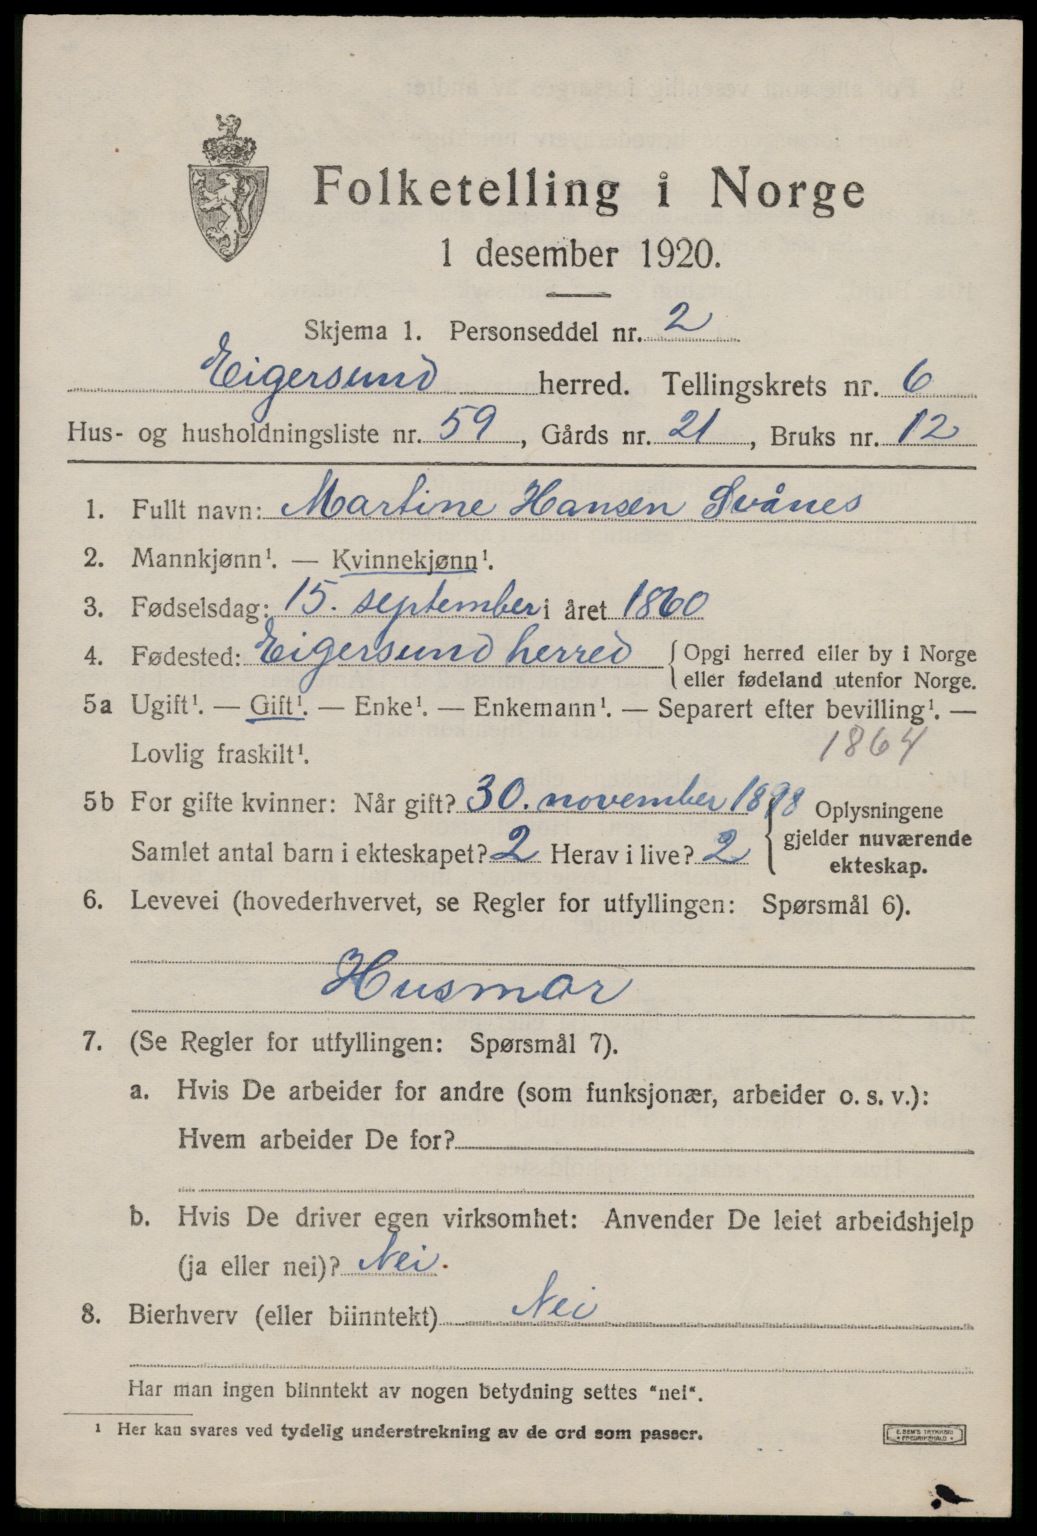 Folketelling i Norge
1 desember 1920.
Skjema 1. Personseddel nr. 2
Eigersund herred. Tellingskrets nr. 6
Hus- og husholdningsliste nr. 59, Gårds nr. 21, Bruks nr. 12
1. Fullt navn: Martine Hansen Svånes
2. Mannkjønn¹. — Kvinnekjønn¹.
3. Fødselsdag: 15. september i året 1860
4. Fødested: Eigersund herred { Opgi herred eller by i Norge
eller fødeland utenfor Norge.
5a Ugift¹. — Gift¹. — Enke¹. — Enkemann¹. — Separert efter bevilling¹. —
Lovlig fraskilt¹. 1864
5b For gifte kvinner: Når gift? 30. november 1898 { Oplysningene
gjelder nuværende
Samlet antal barn i ekteskapet? 2 Herav i live? 2
ekteskap.
6. Levevei (hovederhvervet, se Regler for utfyllingen: Spørsmål 6).
Husmor
7. (Se Regler for utfyllingen: Spørsmål 7).
a. Hvis De arbeider for andre (som funksjonær, arbeider o. s. v.):
Hvem arbeider De for?
b. Hvis De driver egen virksomhet: Anvender De leiet arbeidshjelp
(ja eller nei)? Nei.
8. Bierhverv (eller biinntekt) Nei
Har man ingen biinntekt av nogen betydning settes "nei".
¹ Her kan svares ved tydelig understrekning av de ord som passer.
E. SEM'S TRYKKERI
• FREDRIKSHALD •